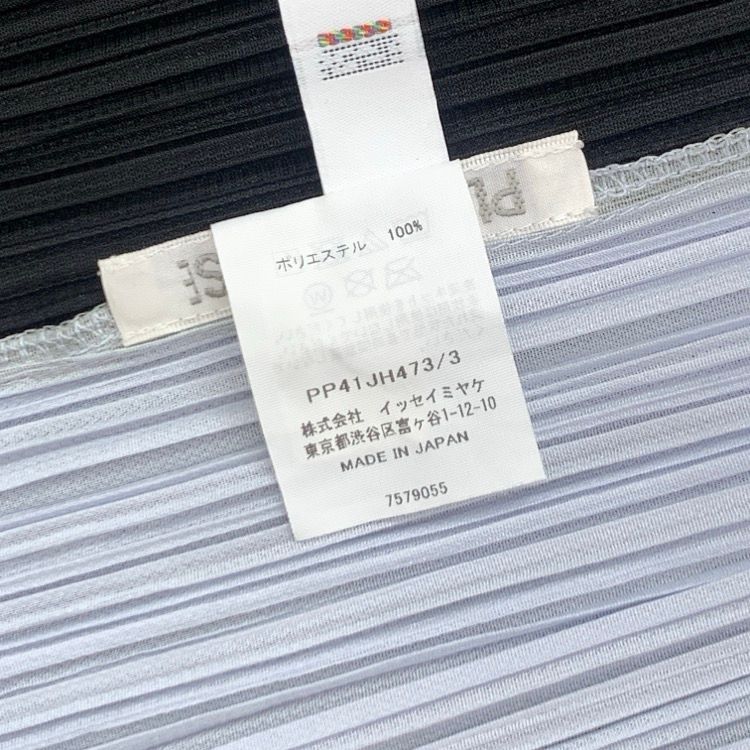 ポリエステル 100%
PP41JH473/3
株式会社 イッセイミヤケ
東京都渋谷区富ヶ谷1-12-10
MADE IN JAPAN
7579055